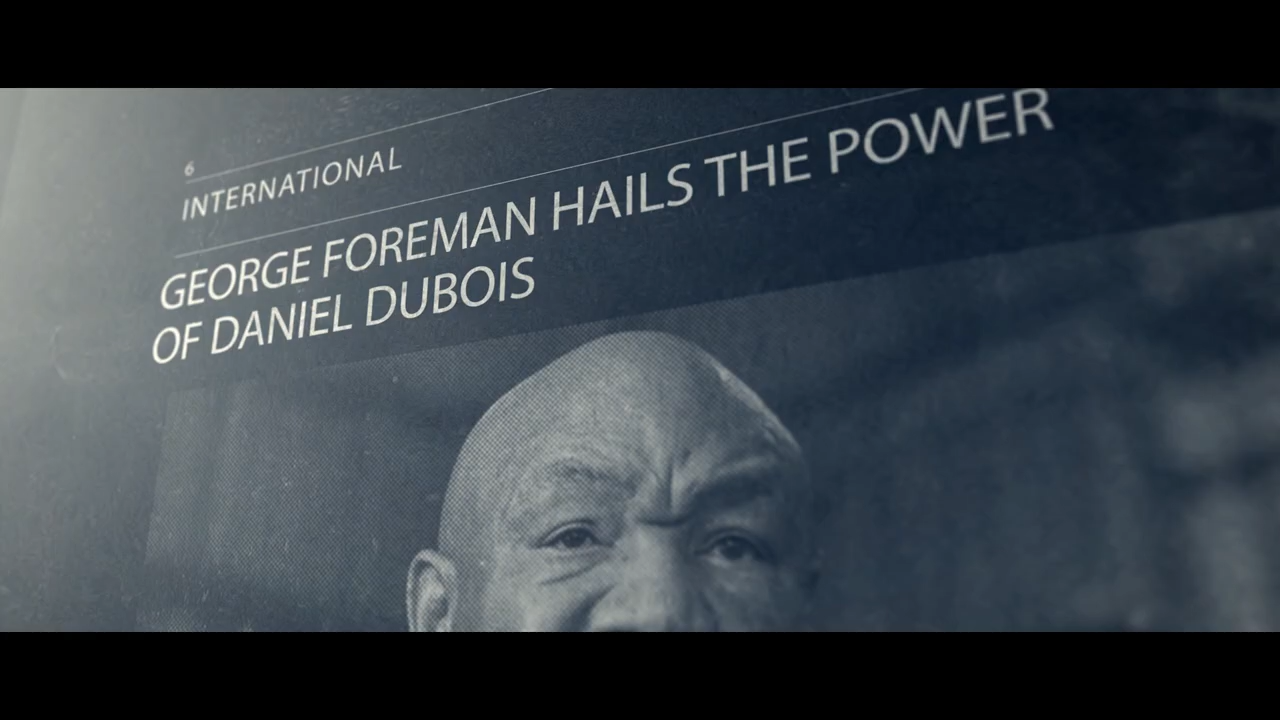 6
INTERNATIONAL
GEORGE FOREMAN HAILS THE POWER
OF DANIEL DUBOIS